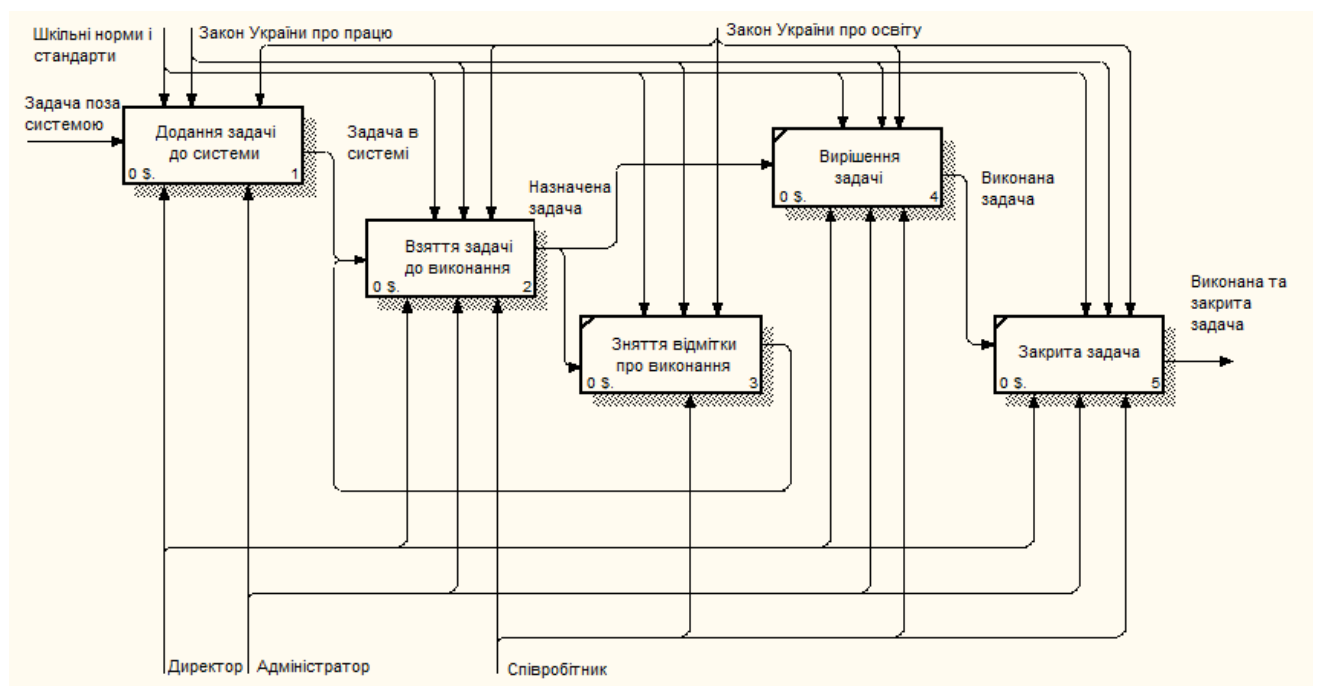 Шкільні норми і
стандарти
Закон України про працю
Закон України про освіту
Задача поза
системою
Додання задачі
до системи
0 $. 1
Задача в
системі
Вирішення
задачі
0 $. 4
Назначена
задача
Виконана
задача
Взяття задачі
до виконання
0 $. 2
Виконана та
закрита
задача
Зняття відмітки
про виконання
0 $. 3
Закрита задача
0 $. 5
Директор
Адміністратор
Співробітник